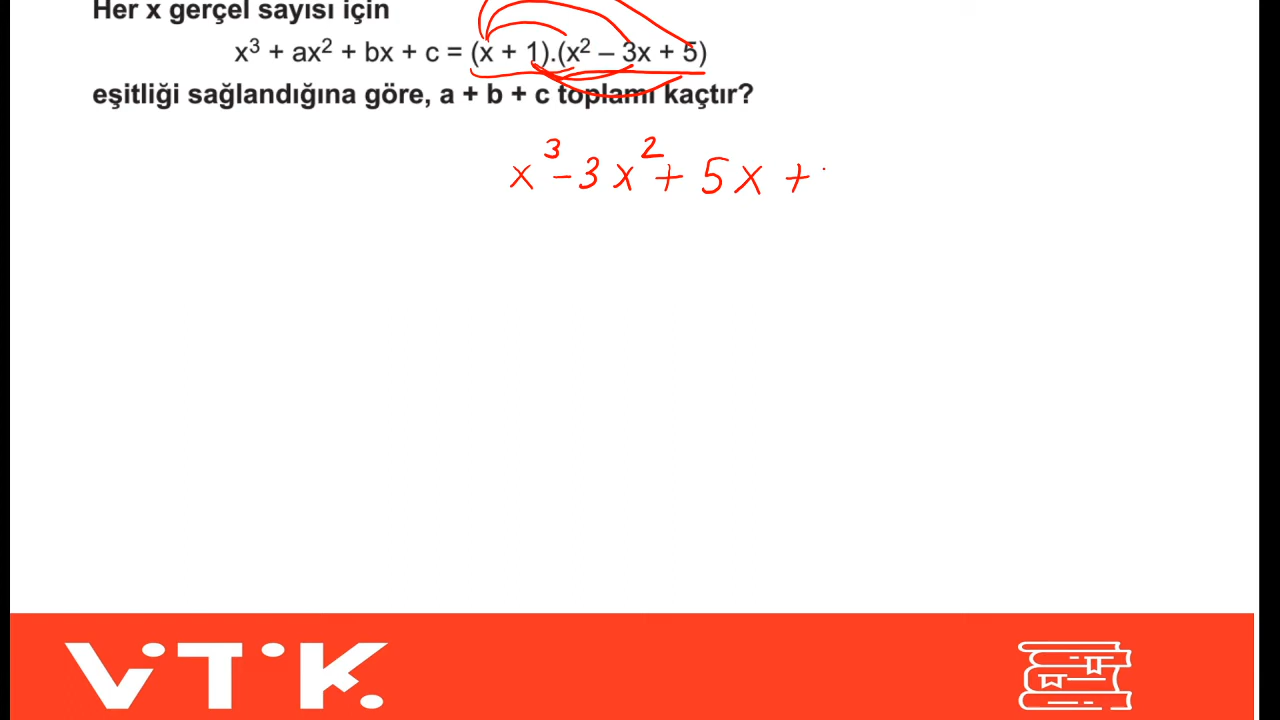 Her x gerçel sayısı için
x³ + ax² + bx + c = (x + 1).(x² – 3x + 5)
eşitliği sağlandığına göre, a + b + c toplamı kaçtır?
x³ - 3x² + 5x +
VTK